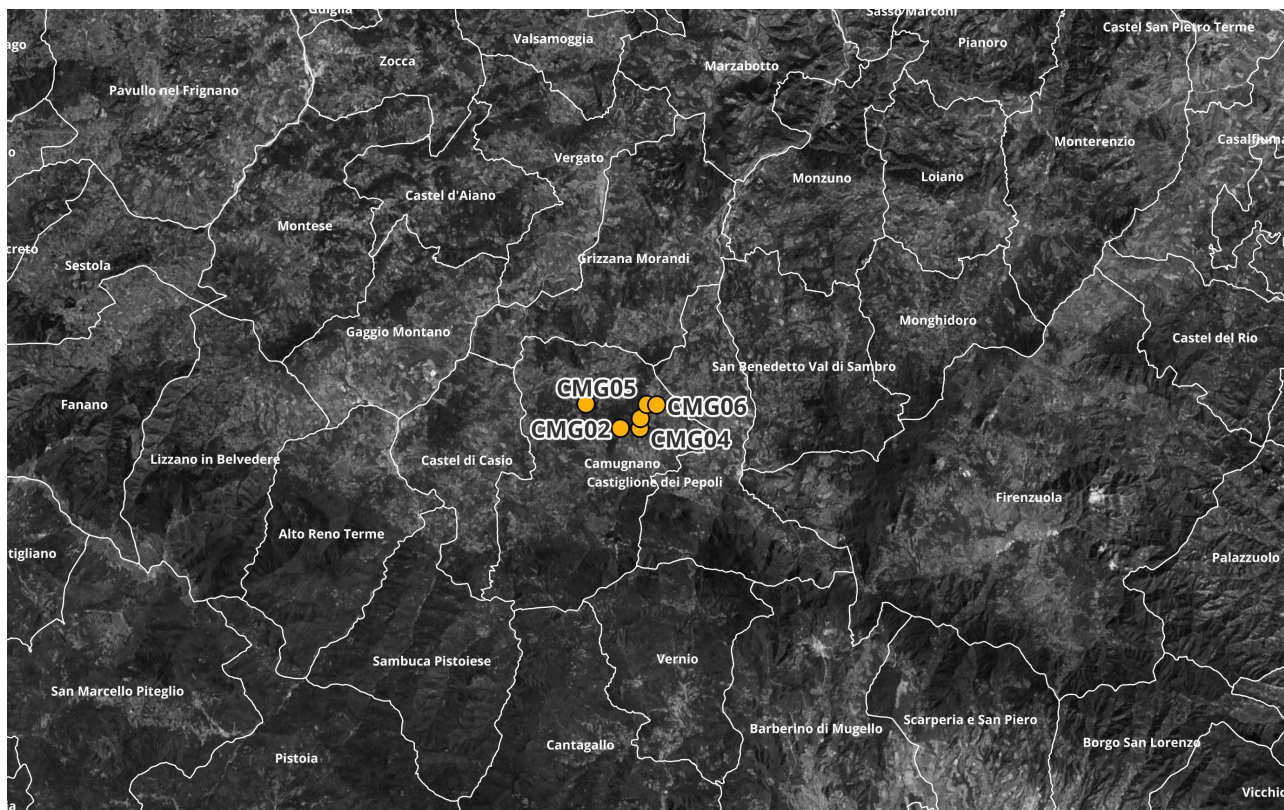 Guiglia
Sasso Marconi
Castel San Pietro Terme
Valsamoggia
Pianoro
Zocca
Marzabotto
Pavullo nel Frignano
Monterenzio
Vergato
Monzuno
Loiano
Castel d'Aiano
Montese
Grizzana Morandi
Sestola
Gaggio Montano
Monghidoro
Castel del Rio
San Benedetto Val di Sambro
CMG05
Fanano
CMG06
CMG02
CMG04
Lizzano in Belvedere
Castel di Casio
Camugnano
Castiglione dei Pepoli
Firenzuola
Alto Reno Terme
tigliano
Palazzuolo
Sambuca Pistoiese
Vernio
San Marcello Piteglio
Scarperia e San Piero
Barberino di Mugello
Cantagallo
Borgo San Lorenzo
Pistoia
Vicchio